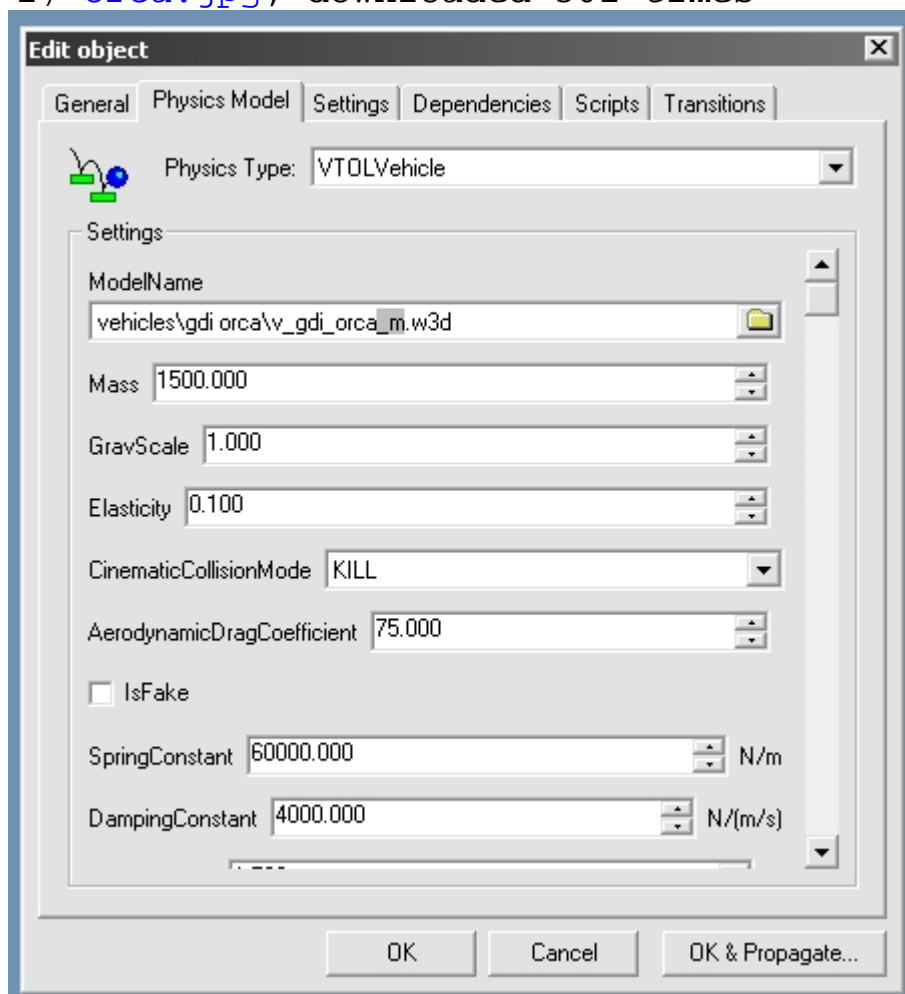 Edit object
General Physics Model Settings Dependencies Scripts Transitions
Physics Type: VTOLVehicle
Settings
ModelName
vehicles\gdi orca\v_gdi_orca_m.w3d
Mass 1500.000
GravScale 1.000
Elasticity 0.100
CinematicCollisionMode KILL
AerodynamicDragCoefficient 75.000
IsFake
SpringConstant 60000.000 N/m
DampingConstant 4000.000 N/(m/s)
OK Cancel OK & Propagate...